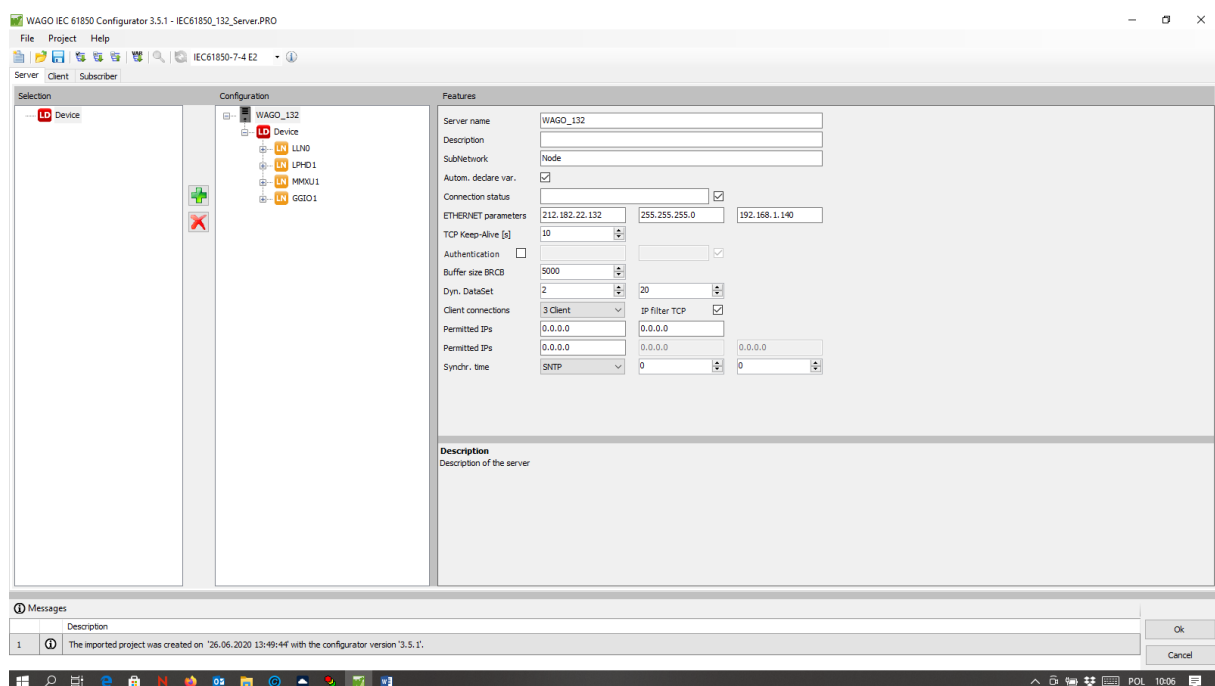 WAGO IEC 61850 Configurator 3.5.1 - IEC61850_132_Server.PRO
File Project Help
IEC61850-7-4 E2
Server Client Subscriber
Selection Configuration Features
LD Device
WAGO_132
LD Device
LN LLN0
LN LPHD1
LN MMXU1
LN GGIO1
Server name WAGO_132
Description
SubNetwork Node
Autom. declare var.
Connection status
ETHERNET parameters 212.182.22.132 255.255.255.0 192.168.1.140
TCP Keep-Alive [s] 10
Authentication
Buffer size BRCB 5000
Dyn. DataSet 2 20
Client connections 3 Client IP filter TCP
Permitted IPs 0.0.0.0 0.0.0.0
Permitted IPs 0.0.0.0 0.0.0.0 0.0.0.0
Synchr. time SNTP 0 0
Description
Description of the server
Messages
Description
1 The imported project was created on '26.06.2020 13:49:44' with the configurator version '3.5.1'.
Ok
Cancel
POL 10:06